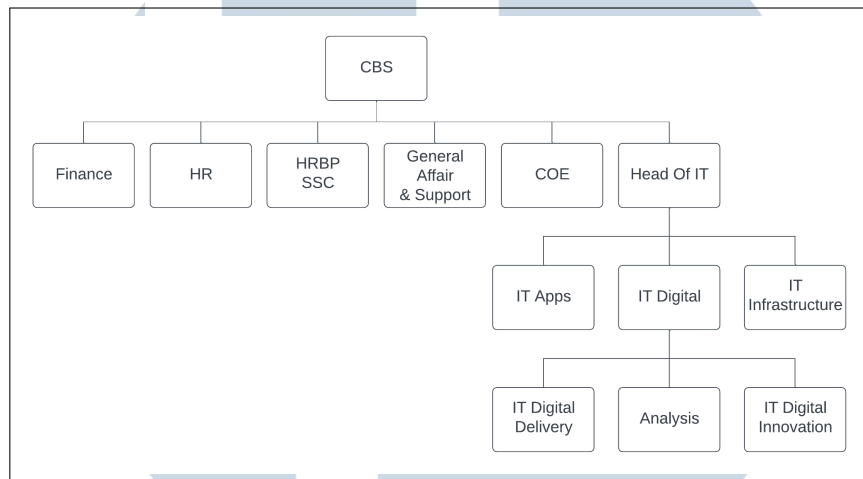 CBS
Finance
HR
HRBP
SSC
General
Affair
& Support
COE
Head Of IT
IT Apps
IT Digital
IT
Infrastructure
IT Digital
Delivery
Analysis
IT Digital
Innovation